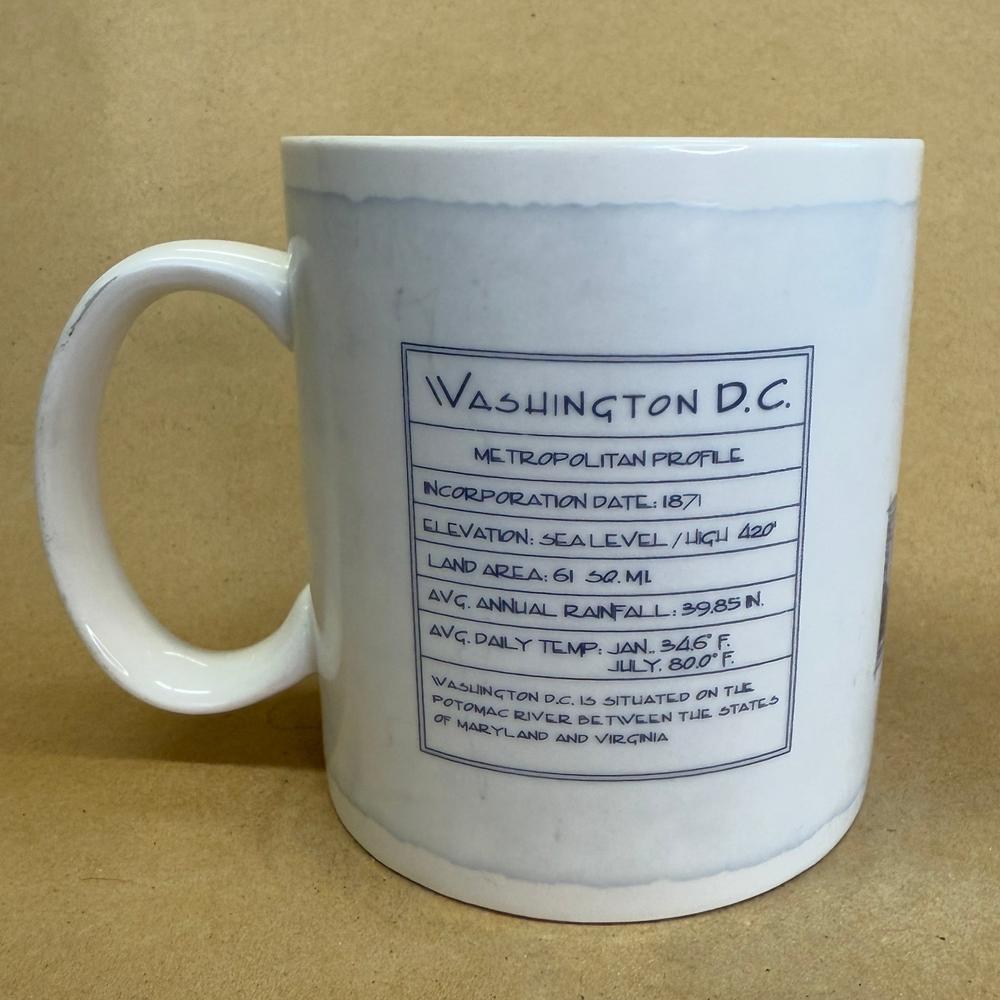 WASHINGTON D.C.
METROPOLITAN PROFILE
INCORPORATION DATE: 1871
ELEVATION: SEA LEVEL / HIGH 420'
LAND AREA: 61 SQ. MI.
AVG. ANNUAL RAINFALL: 39.85 IN.
AVG. DAILY TEMP: JAN.. 34.6° F.
JULY. 80.0° F.
WASHINGTON D.C. IS SITUATED ON THE
POTOMAC RIVER BETWEEN THE STATES
OF MARYLAND AND VIRGINIA